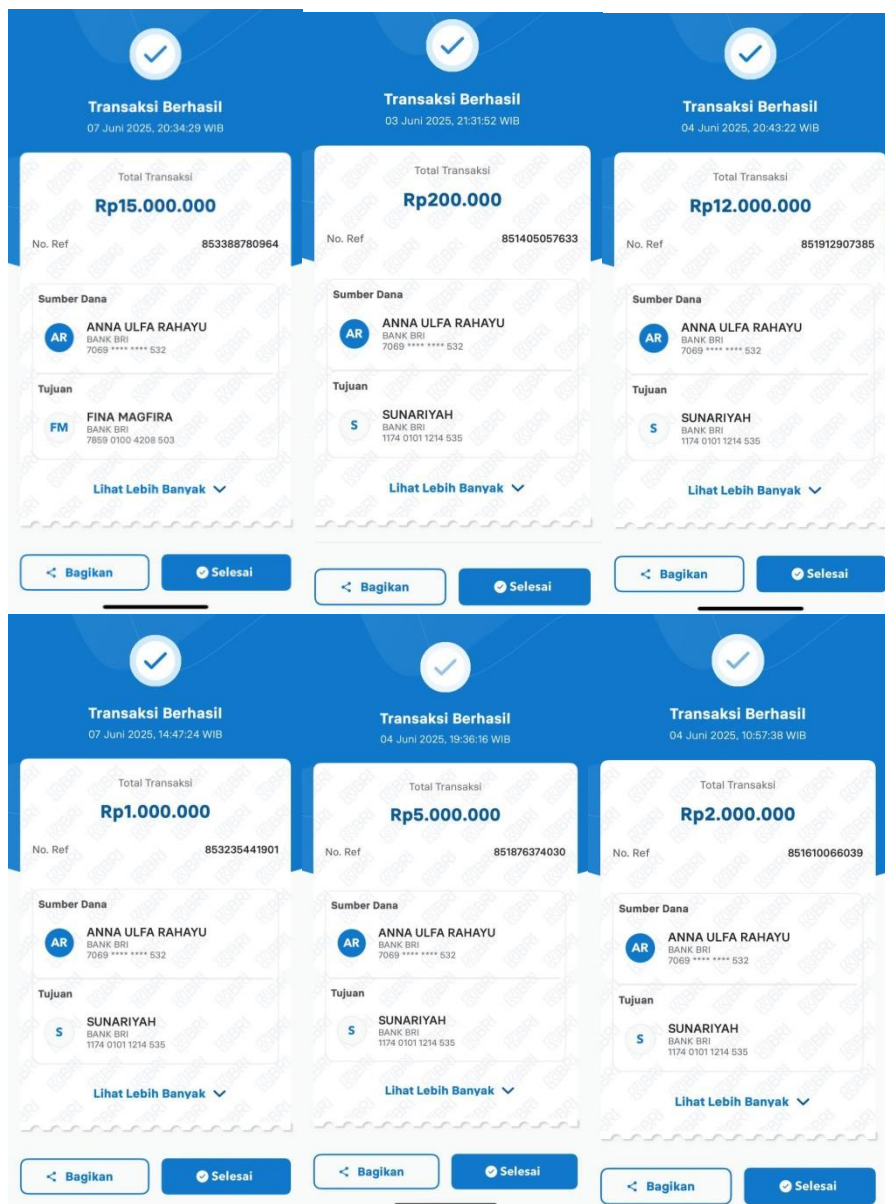 Transaksi Berhasil
07 Juni 2025, 20:34:29 WIB
Total Transaksi
Rp15.000.000
No. Ref 853388780964
Sumber Dana
AR
ANNA ULFA RAHAYU
BANK BRI
7069 **** **** 532
Tujuan
FM
FINA MAGFIRA
BANK BRI
7859 0100 4208 503
Lihat Lebih Banyak
Bagikan
Selesai
Transaksi Berhasil
03 Juni 2025, 21:31:52 WIB
Total Transaksi
Rp200.000
No. Ref 851405057633
Sumber Dana
AR
ANNA ULFA RAHAYU
BANK BRI
7069 **** **** 532
Tujuan
S
SUNARIYAH
BANK BRI
1174 0101 1214 535
Lihat Lebih Banyak
Bagikan
Selesai
Transaksi Berhasil
04 Juni 2025, 20:43:22 WIB
Total Transaksi
Rp12.000.000
No. Ref 851912907385
Sumber Dana
AR
ANNA ULFA RAHAYU
BANK BRI
7069 **** **** 532
Tujuan
S
SUNARIYAH
BANK BRI
1174 0101 1214 535
Lihat Lebih Banyak
Bagikan
Selesai
Transaksi Berhasil
07 Juni 2025, 14:47:24 WIB
Total Transaksi
Rp1.000.000
No. Ref 853235441901
Sumber Dana
AR
ANNA ULFA RAHAYU
BANK BRI
7069 **** **** 532
Tujuan
S
SUNARIYAH
BANK BRI
1174 0101 1214 535
Lihat Lebih Banyak
Bagikan
Selesai
Transaksi Berhasil
04 Juni 2025, 19:36:16 WIB
Total Transaksi
Rp5.000.000
No. Ref 851876374030
Sumber Dana
AR
ANNA ULFA RAHAYU
BANK BRI
7069 **** **** 532
Tujuan
S
SUNARIYAH
BANK BRI
1174 0101 1214 535
Lihat Lebih Banyak
Bagikan
Selesai
Transaksi Berhasil
04 Juni 2025, 10:57:38 WIB
Total Transaksi
Rp2.000.000
No. Ref 851610066039
Sumber Dana
AR
ANNA ULFA RAHAYU
BANK BRI
7069 **** **** 532
Tujuan
S
SUNARIYAH
BANK BRI
1174 0101 1214 535
Lihat Lebih Banyak
Bagikan
Selesai